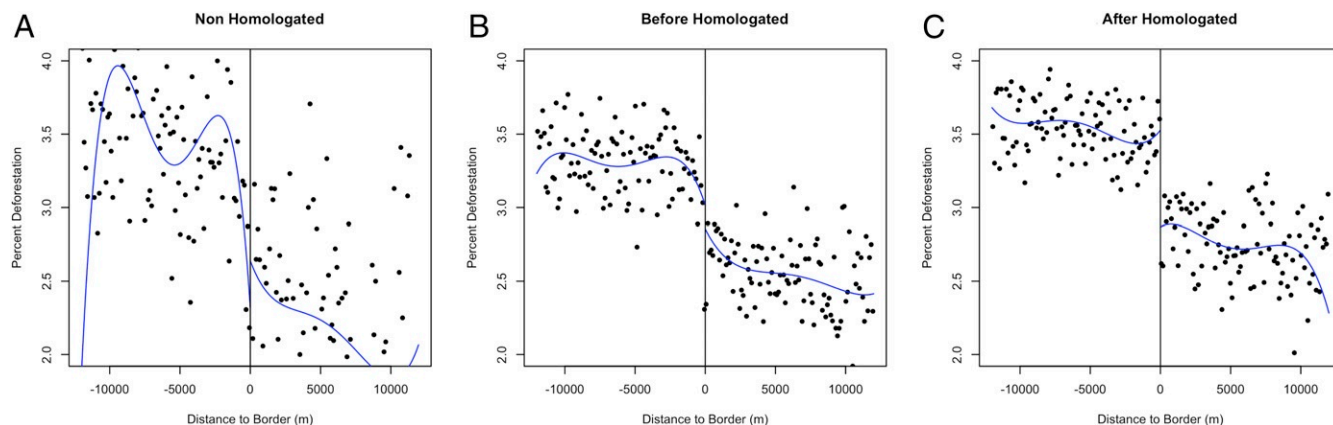 A
Non Homologated
Percent Deforestation
4.0
3.5
3.0
2.5
2.0
-10000 -5000 0 5000 10000
Distance to Border (m)
B
Before Homologated
Percent Deforestation
4.0
3.5
3.0
2.5
2.0
-10000 -5000 0 5000 10000
Distance to Border (m)
C
After Homologated
Percent Deforestation
4.0
3.5
3.0
2.5
2.0
-10000 -5000 0 5000 10000
Distance to Border (m)